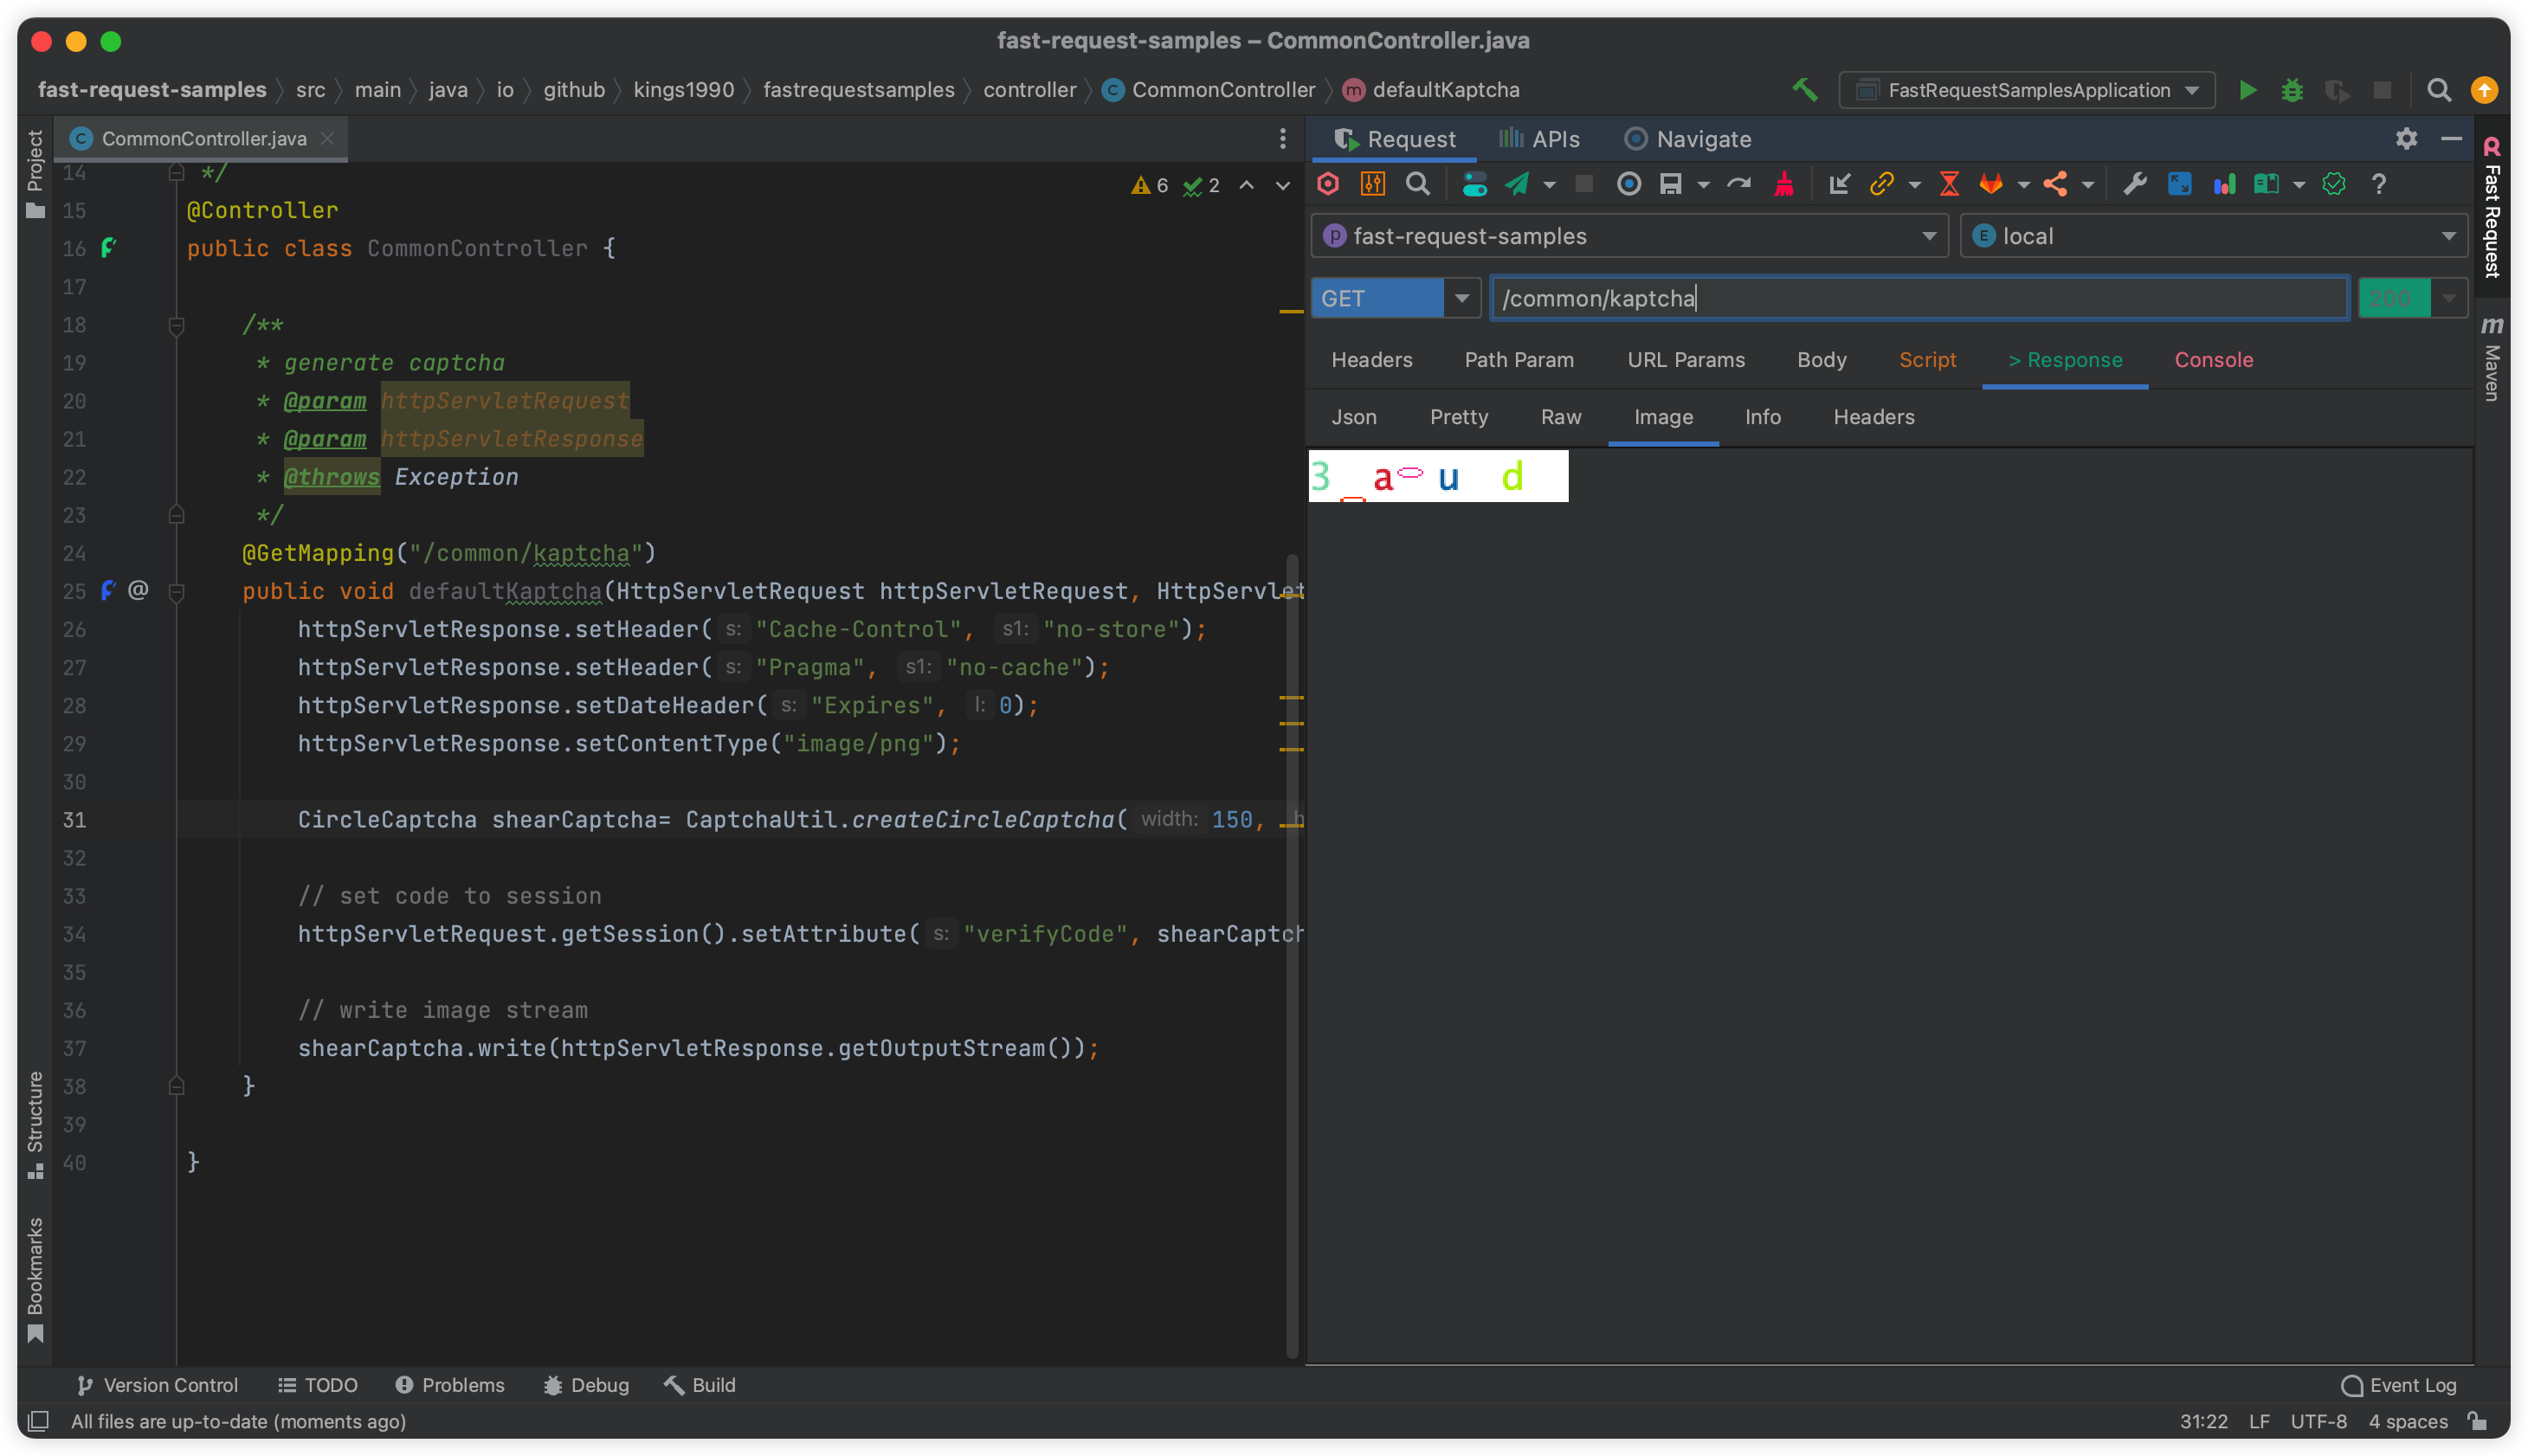 fast-request-samples – CommonController.java
fast-request-samples src main java io github kings1990 fastrequestsamples controller C CommonController m defaultKaptcha FastRequestSamplesApplication
Project
Structure
Bookmarks
C CommonController.java
6 2
14 */
15 @Controller
16 public class CommonController {
17
18 /**
19 * generate captcha
20 * @param httpServletRequest
21 * @param httpServletResponse
22 * @throws Exception
23 */
24 @GetMapping("/common/kaptcha")
25 @ public void defaultKaptcha(HttpServletRequest httpServletRequest, HttpServlet
26 httpServletResponse.setHeader( s: "Cache-Control", s1: "no-store");
27 httpServletResponse.setHeader( s: "Pragma", s1: "no-cache");
28 httpServletResponse.setDateHeader( s: "Expires", l: 0);
29 httpServletResponse.setContentType("image/png");
30
31 CircleCaptcha shearCaptcha= CaptchaUtil.createCircleCaptcha( width: 150, h
32
33 // set code to session
34 httpServletRequest.getSession().setAttribute( s: "verifyCode", shearCaptch
35
36 // write image stream
37 shearCaptcha.write(httpServletResponse.getOutputStream());
38 }
39
40 }
Request APIs Navigate
?
p fast-request-samples E local
GET /common/kaptcha 200
Headers Path Param URL Params Body Script > Response Console
Json Pretty Raw Image Info Headers
3 a u d
Fast Request
m Maven
Version Control TODO Problems Debug Build Event Log
All files are up-to-date (moments ago) 31:22 LF UTF-8 4 spaces